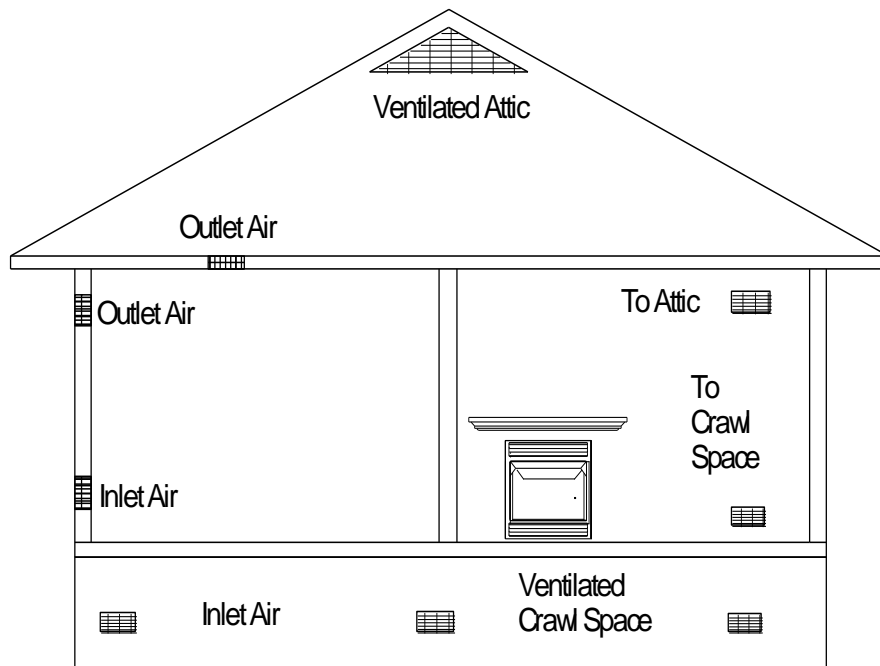 Ventilated Attic
Outlet Air
Outlet Air
To Attic
To
Crawl
Space
Inlet Air
Inlet Air
Ventilated
Crawl Space